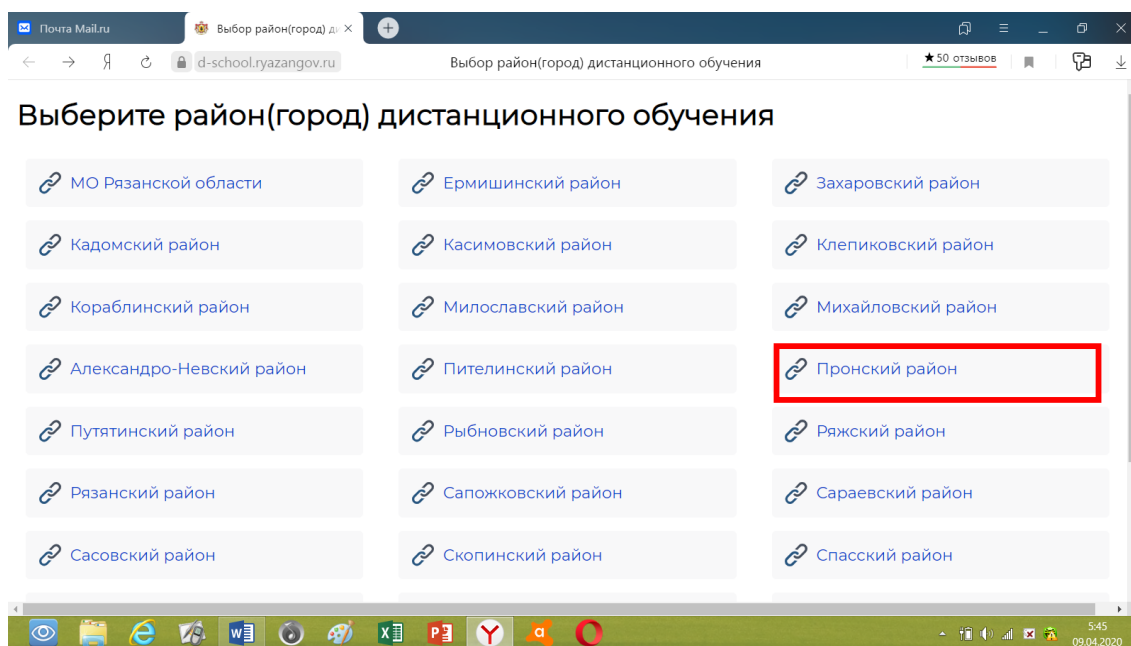 Почта Mail.ru
Выбор район(город) ди
Я
d-school.ryazangov.ru
Выбор район(город) дистанционного обучения
★50 отзывов
Выберите район(город) дистанционного обучения
МО Рязанской области
Ермишинский район
Захаровский район
Кадомский район
Касимовский район
Клепиковский район
Кораблинский район
Милославский район
Михайловский район
Александро-Невский район
Пителинский район
Пронский район
Путятинский район
Рыбновский район
Ряжский район
Рязанский район
Сапожковский район
Сараевский район
Сасовский район
Скопинский район
Спасский район
5:45
09.04.2020